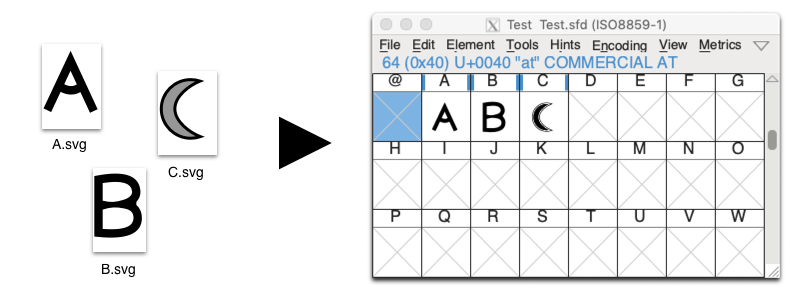 A
A.svg
C.svg
B
B.svg
Test Test.sfd (ISO8859-1)
File Edit Element Tools Hints Encoding View Metrics
64 (0x40) U+0040 "at" COMMERCIAL AT
@ A B C D E F G
A B C
H I J K L M N O
P Q R S T U V W